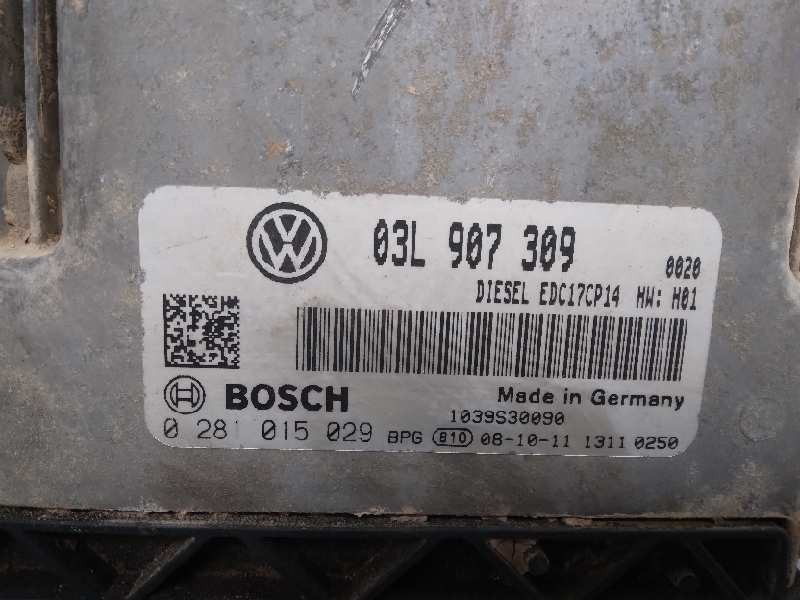 03L 907 309
0020
DIESEL EDC17CP14 HW: H01
BOSCH
Made in Germany
1039S30090
0 281 015 029 BPG B10 08-10-11 1311 0250